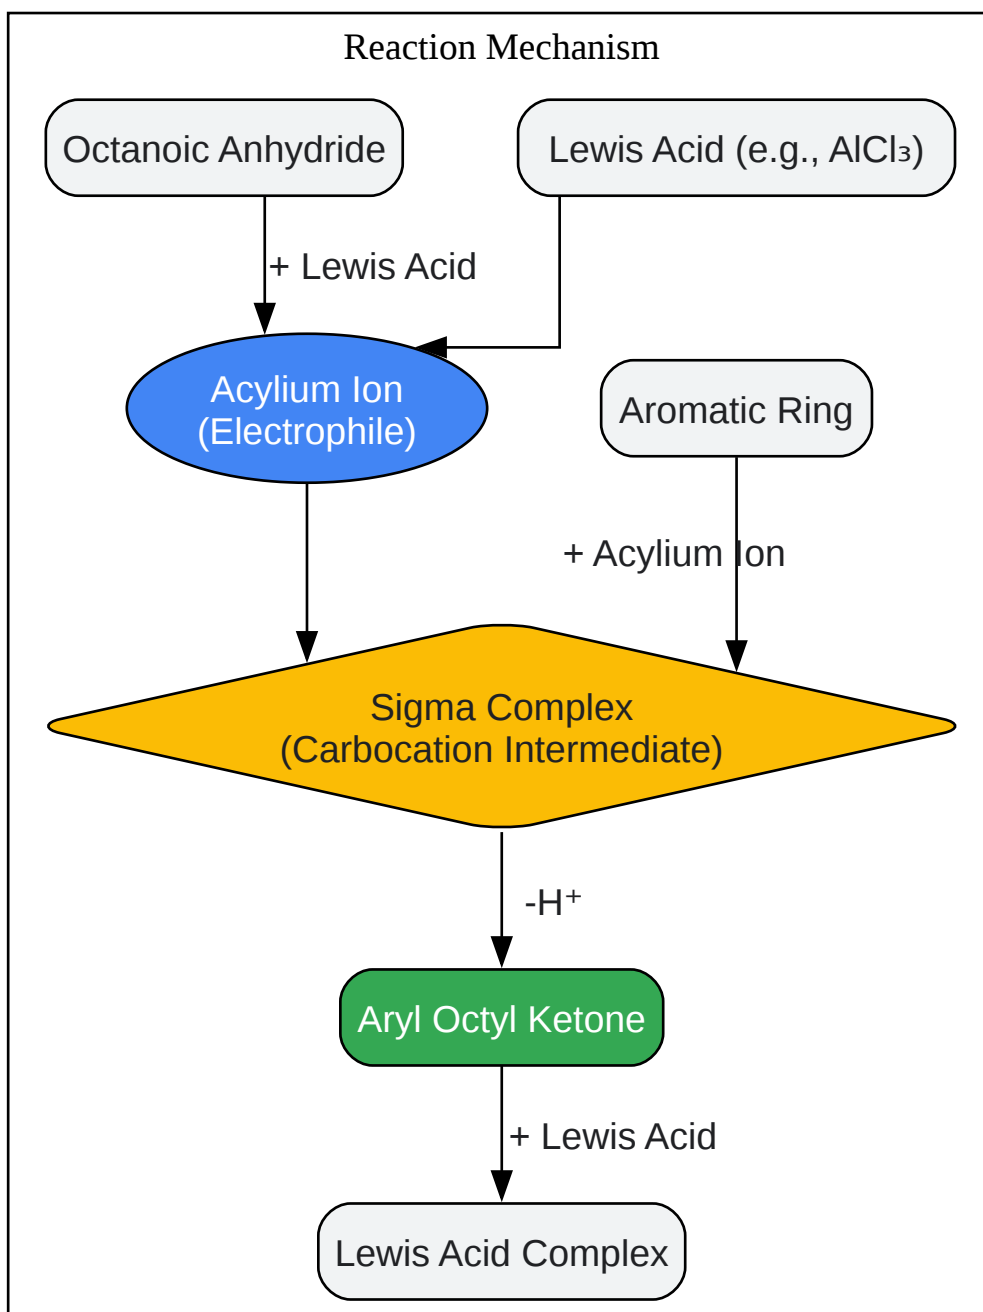 Reaction Mechanism
Octanoic Anhydride
Lewis Acid (e.g., AlCl₃)
+ Lewis Acid
Acylium Ion
(Electrophile)
Aromatic Ring
+ Acylium Ion
Sigma Complex
(Carbocation Intermediate)
-H⁺
Aryl Octyl Ketone
+ Lewis Acid
Lewis Acid Complex